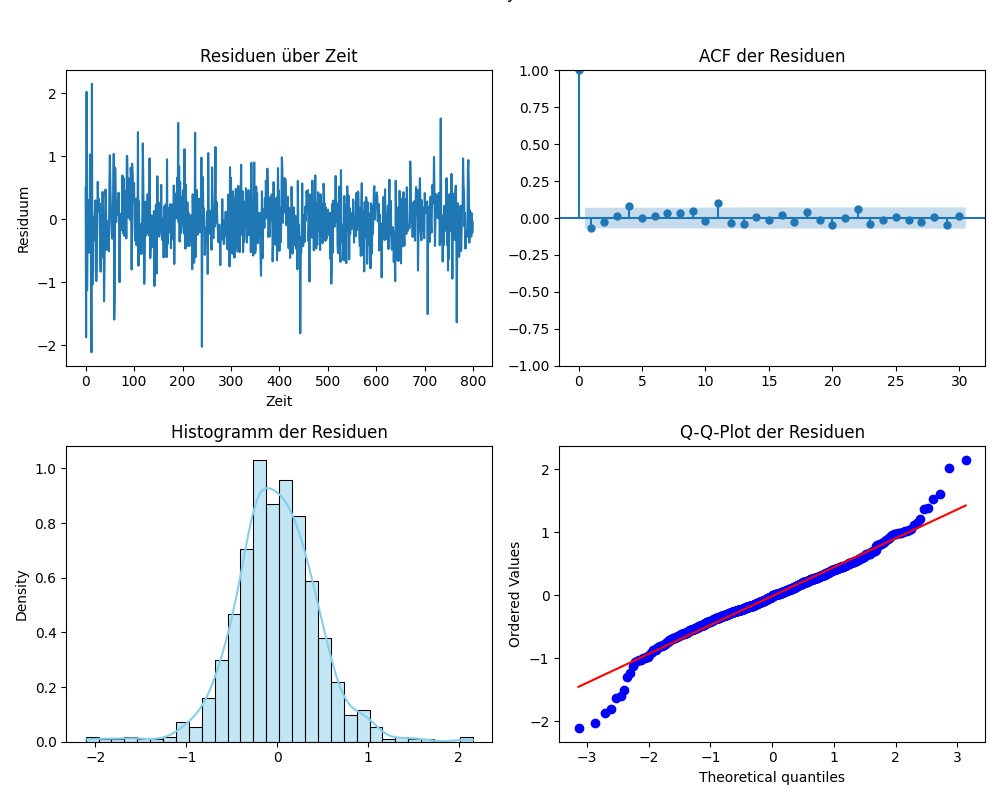 Residuen über Zeit
Residuum
2
1
0
−1
−2
0 100 200 300 400 500 600 700 800
Zeit
ACF der Residuen
1.00
0.75
0.50
0.25
0.00
−0.25
−0.50
−0.75
−1.00
0 5 10 15 20 25 30
Histogramm der Residuen
Density
1.0
0.8
0.6
0.4
0.2
0.0
−2 −1 0 1 2
Q-Q-Plot der Residuen
Ordered Values
2
1
0
−1
−2
−3 −2 −1 0 1 2 3
Theoretical quantiles